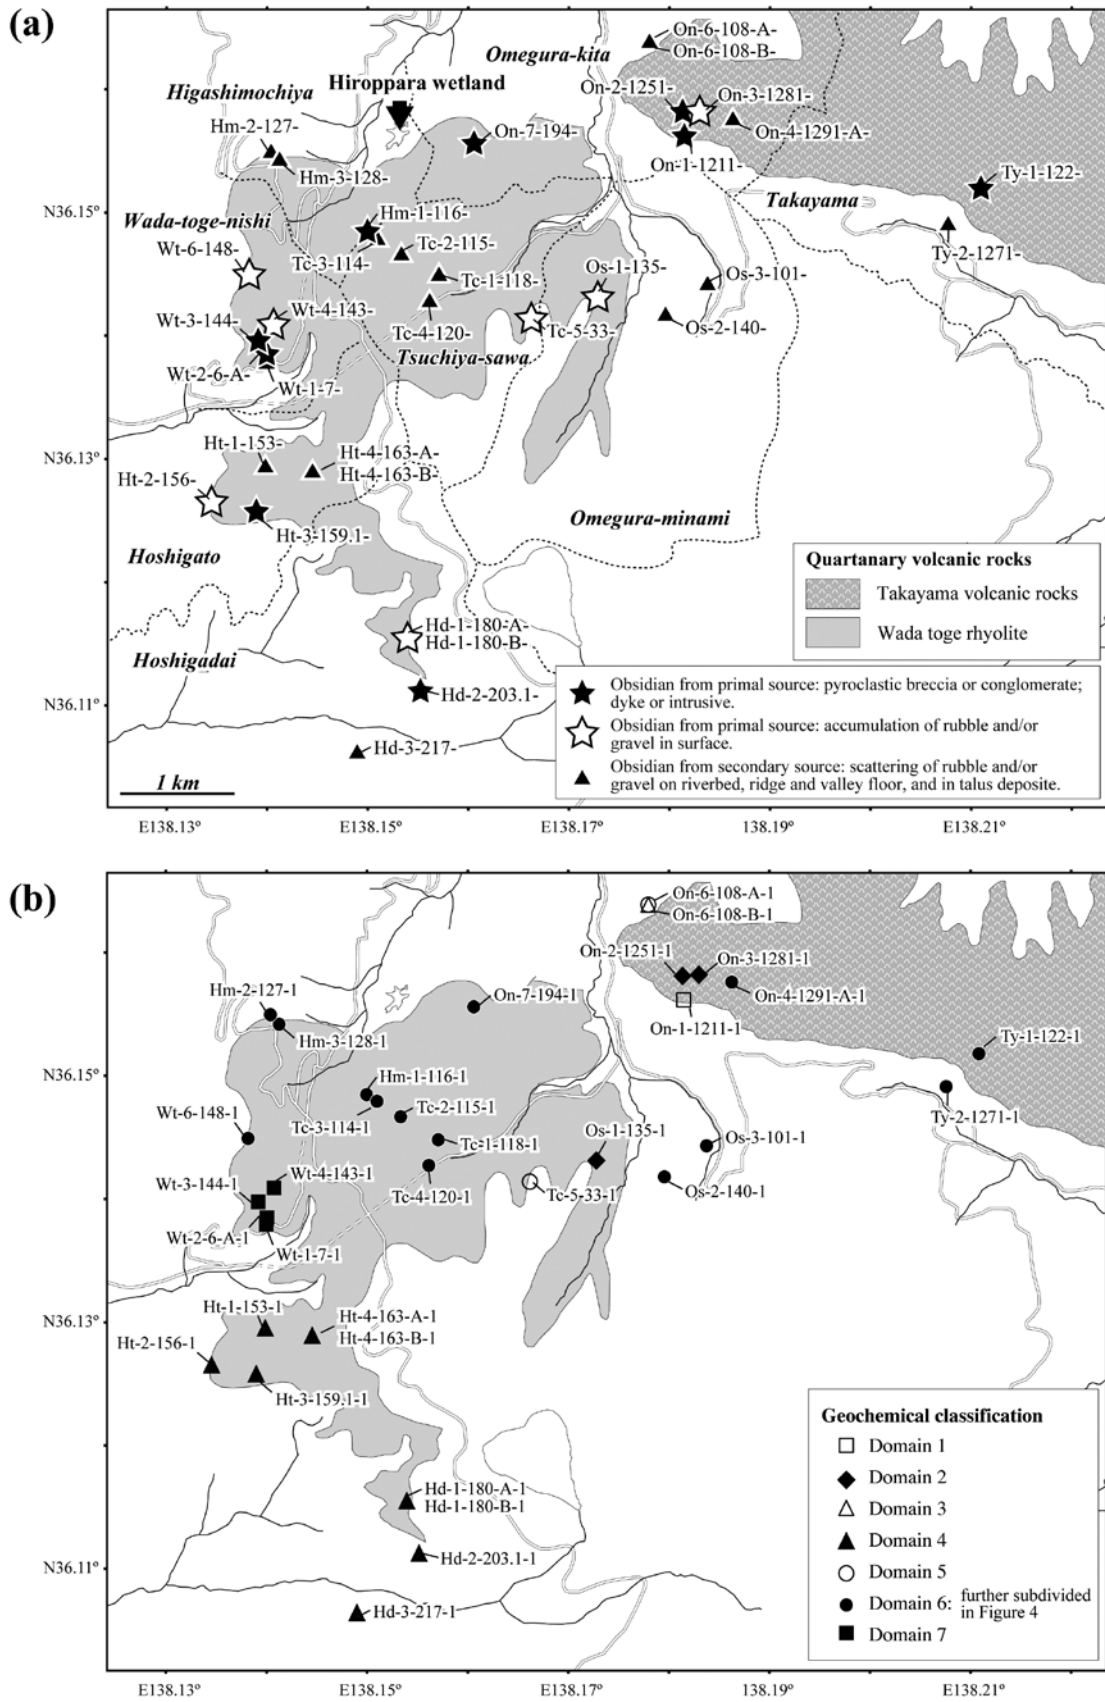 (a)
On-6-108-A-
On-6-108-B-
Omegura-kita
Hiroppara wetland
Higashimochiya
On-2-1251-
On-3-1281-
Hm-2-127-
On-7-194-
On-4-1291-A-
On-1-1211-
Hm-3-128-
Ty-1-122-
N36.15°
Wada-toge-nishi
Hm-1-116-
Takayama
Tc-2-115-
Wt-6-148-
Tc-3-114-
Os-1-135-
Ty-2-1271-
Os-3-101-
Tc-1-118-
Wt-4-143-
Wt-3-144-
Tc-4-120-
Tc-5-33-
Os-2-140-
Tsuchiya-sawa
Wt-2-6-A-
Wt-1-7-
Ht-1-153-
Ht-4-163-A-
N36.13°
Ht-4-163-B-
Ht-2-156-
Omegura-minami
Ht-3-159.1-
Hoshigato
Quartanary volcanic rocks
Takayama volcanic rocks
Hd-1-180-A-
Wada toge rhyolite
Hd-1-180-B-
Hoshigadai
Obsidian from primal source: pyroclastic breccia or conglomerate;
dyke or intrusive.
Hd-2-203.1-
N36.11°
Obsidian from primal source: accumulation of rubble and/or
gravel in surface.
Hd-3-217-
Obsidian from secondary source: scattering of rubble and/or
gravel on riverbed, ridge and valley floor, and in talus deposite.
1 km
E138.13°
E138.15°
E138.17°
138.19°
E138.21°
(b)
On-6-108-A-1
On-6-108-B-1
On-2-1251-1
On-3-1281-1
Hm-2-127-1
On-7-194-1
On-4-1291-A-1
On-1-1211-1
Hm-3-128-1
Ty-1-122-1
N36.15°
Hm-1-116-1
Tc-2-115-1
Wt-6-148-1
Tc-3-114-1
Ty-2-1271-1
Os-1-135-1
Os-3-101-1
Tc-1-118-1
Wt-4-143-1
Wt-3-144-1
Tc-4-120-1
Tc-5-33-1
Os-2-140-1
Wt-2-6-A-1
Wt-1-7-1
Ht-1-153-1
Ht-4-163-A-1
N36.13°
Ht-4-163-B-1
Ht-2-156-1
Ht-3-159.1-1
Geochemical classification
Domain 1
Domain 2
Hd-1-180-A-1
Hd-1-180-B-1
Domain 3
Domain 4
Hd-2-203.1-1
N36.11°
Domain 5
Domain 6: further subdivided
in Figure 4
Hd-3-217-1
Domain 7
E138.13°
E138.15°
E138.17°
E138.19°
E138.21°